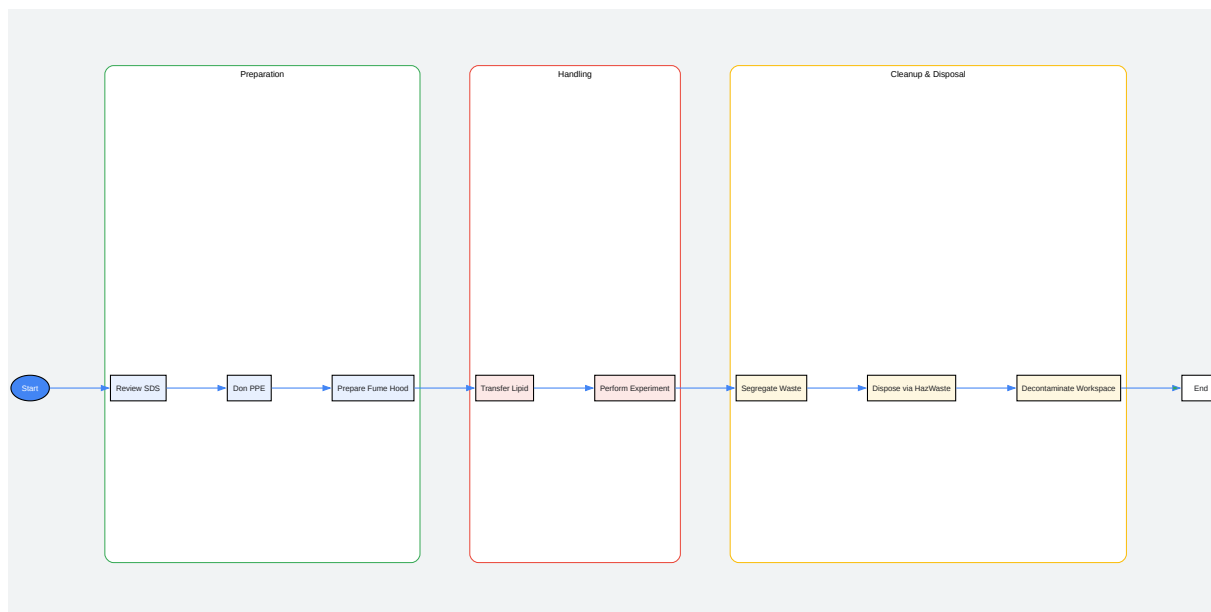 Preparation
Handling
Cleanup & Disposal
Start
Review SDS
Don PPE
Prepare Fume Hood
Transfer Lipid
Perform Experiment
Segregate Waste
Dispose via HazWaste
Decontaminate Workspace
End